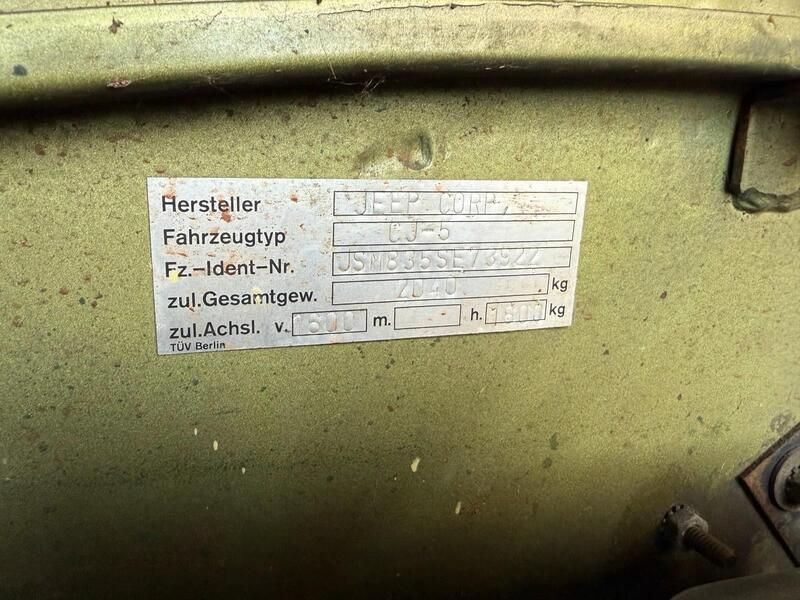 Hersteller JEEP CORP.
Fahrzeugtyp CJ-5
Fz.-Ident-Nr. J5M835SE73922
zul.Gesamtgew. 2040 kg
zul.Achsl. v. 1600 m. h. 1600 kg
TÜV Berlin